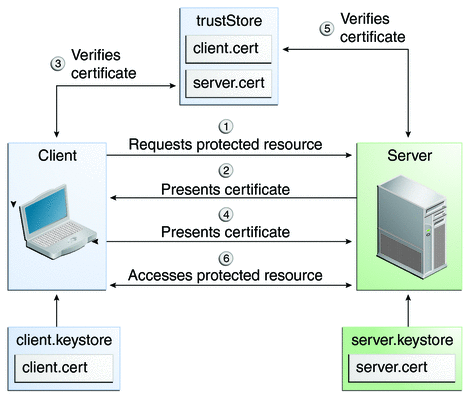 trustStore
client.cert
server.cert
3 Verifies
certificate
5 Verifies
certificate
1
Requests protected resource
2
Presents certificate
4
Presents certificate
6
Accesses protected resource
Client
Server
client.keystore
client.cert
server.keystore
server.cert